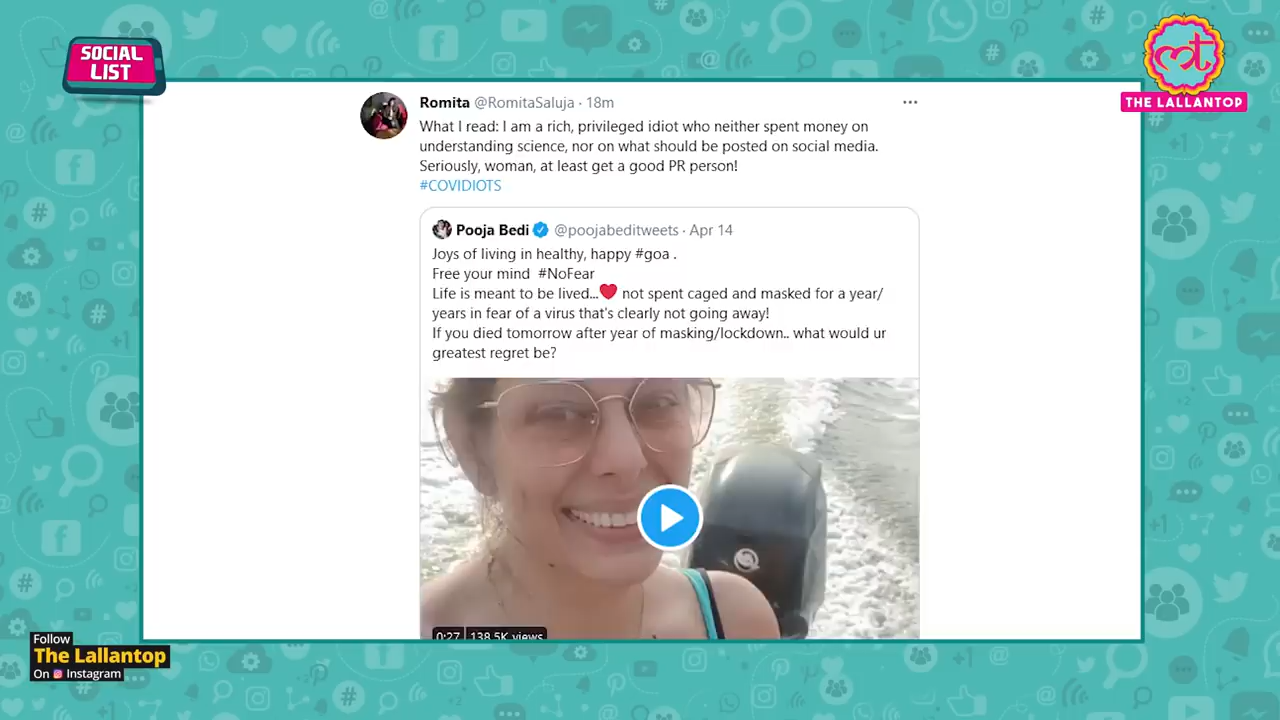 SOCIAL
LIST
मत
THE LALLANTOP
Romita @RomitaSaluja · 18m
What I read: I am a rich, privileged idiot who neither spent money on
understanding science, nor on what should be posted on social media.
Seriously, woman, at least get a good PR person!
#COVIDIOTS
Pooja Bedi @poojabeditweets · Apr 14
Joys of living in healthy, happy #goa .
Free your mind #NoFear
Life is meant to be lived...❤️ not spent caged and masked for a year/
years in fear of a virus that's clearly not going away!
If you died tomorrow after year of masking/lockdown.. what would ur
greatest regret be?
0:27 138.5K views
Follow
The Lallantop
On Instagram